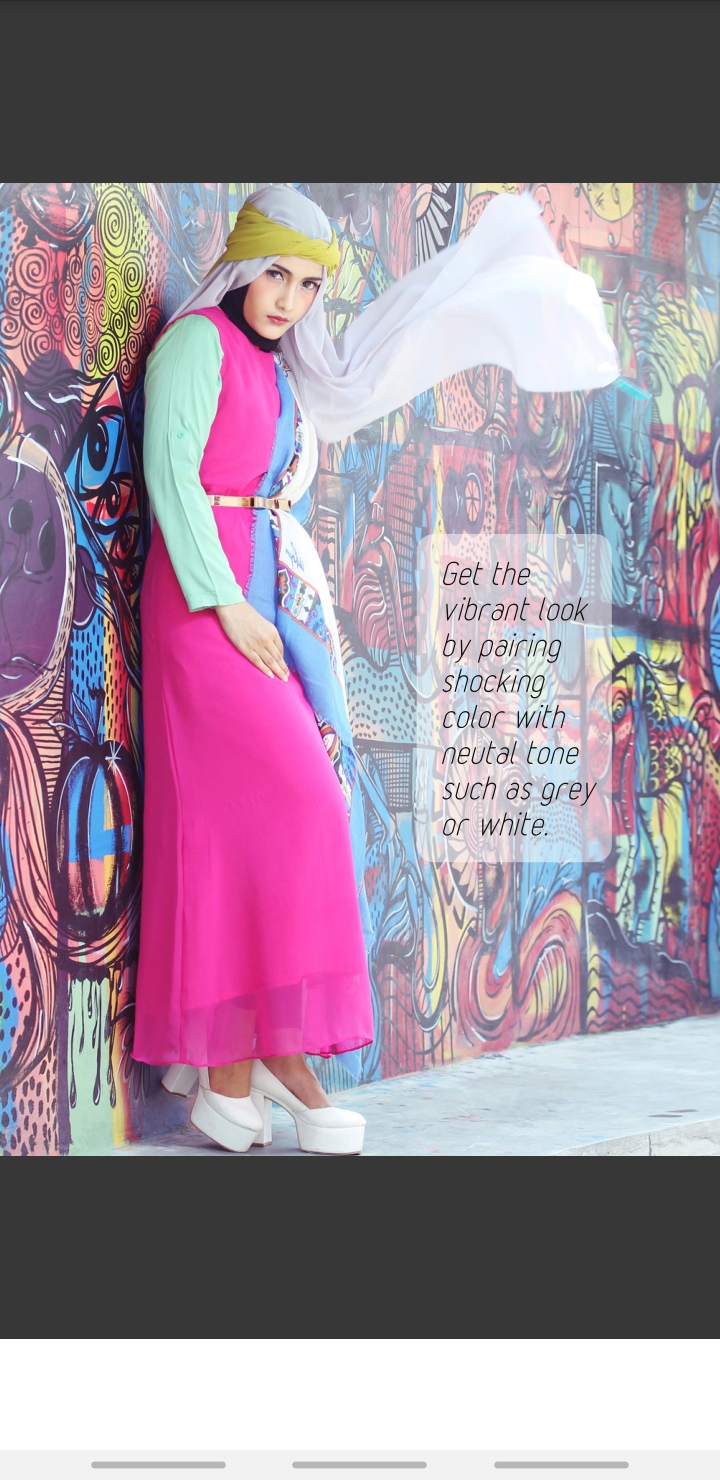 Get the
vibrant look
by pairing
shocking
color with
neutal tone
such as grey
or white.